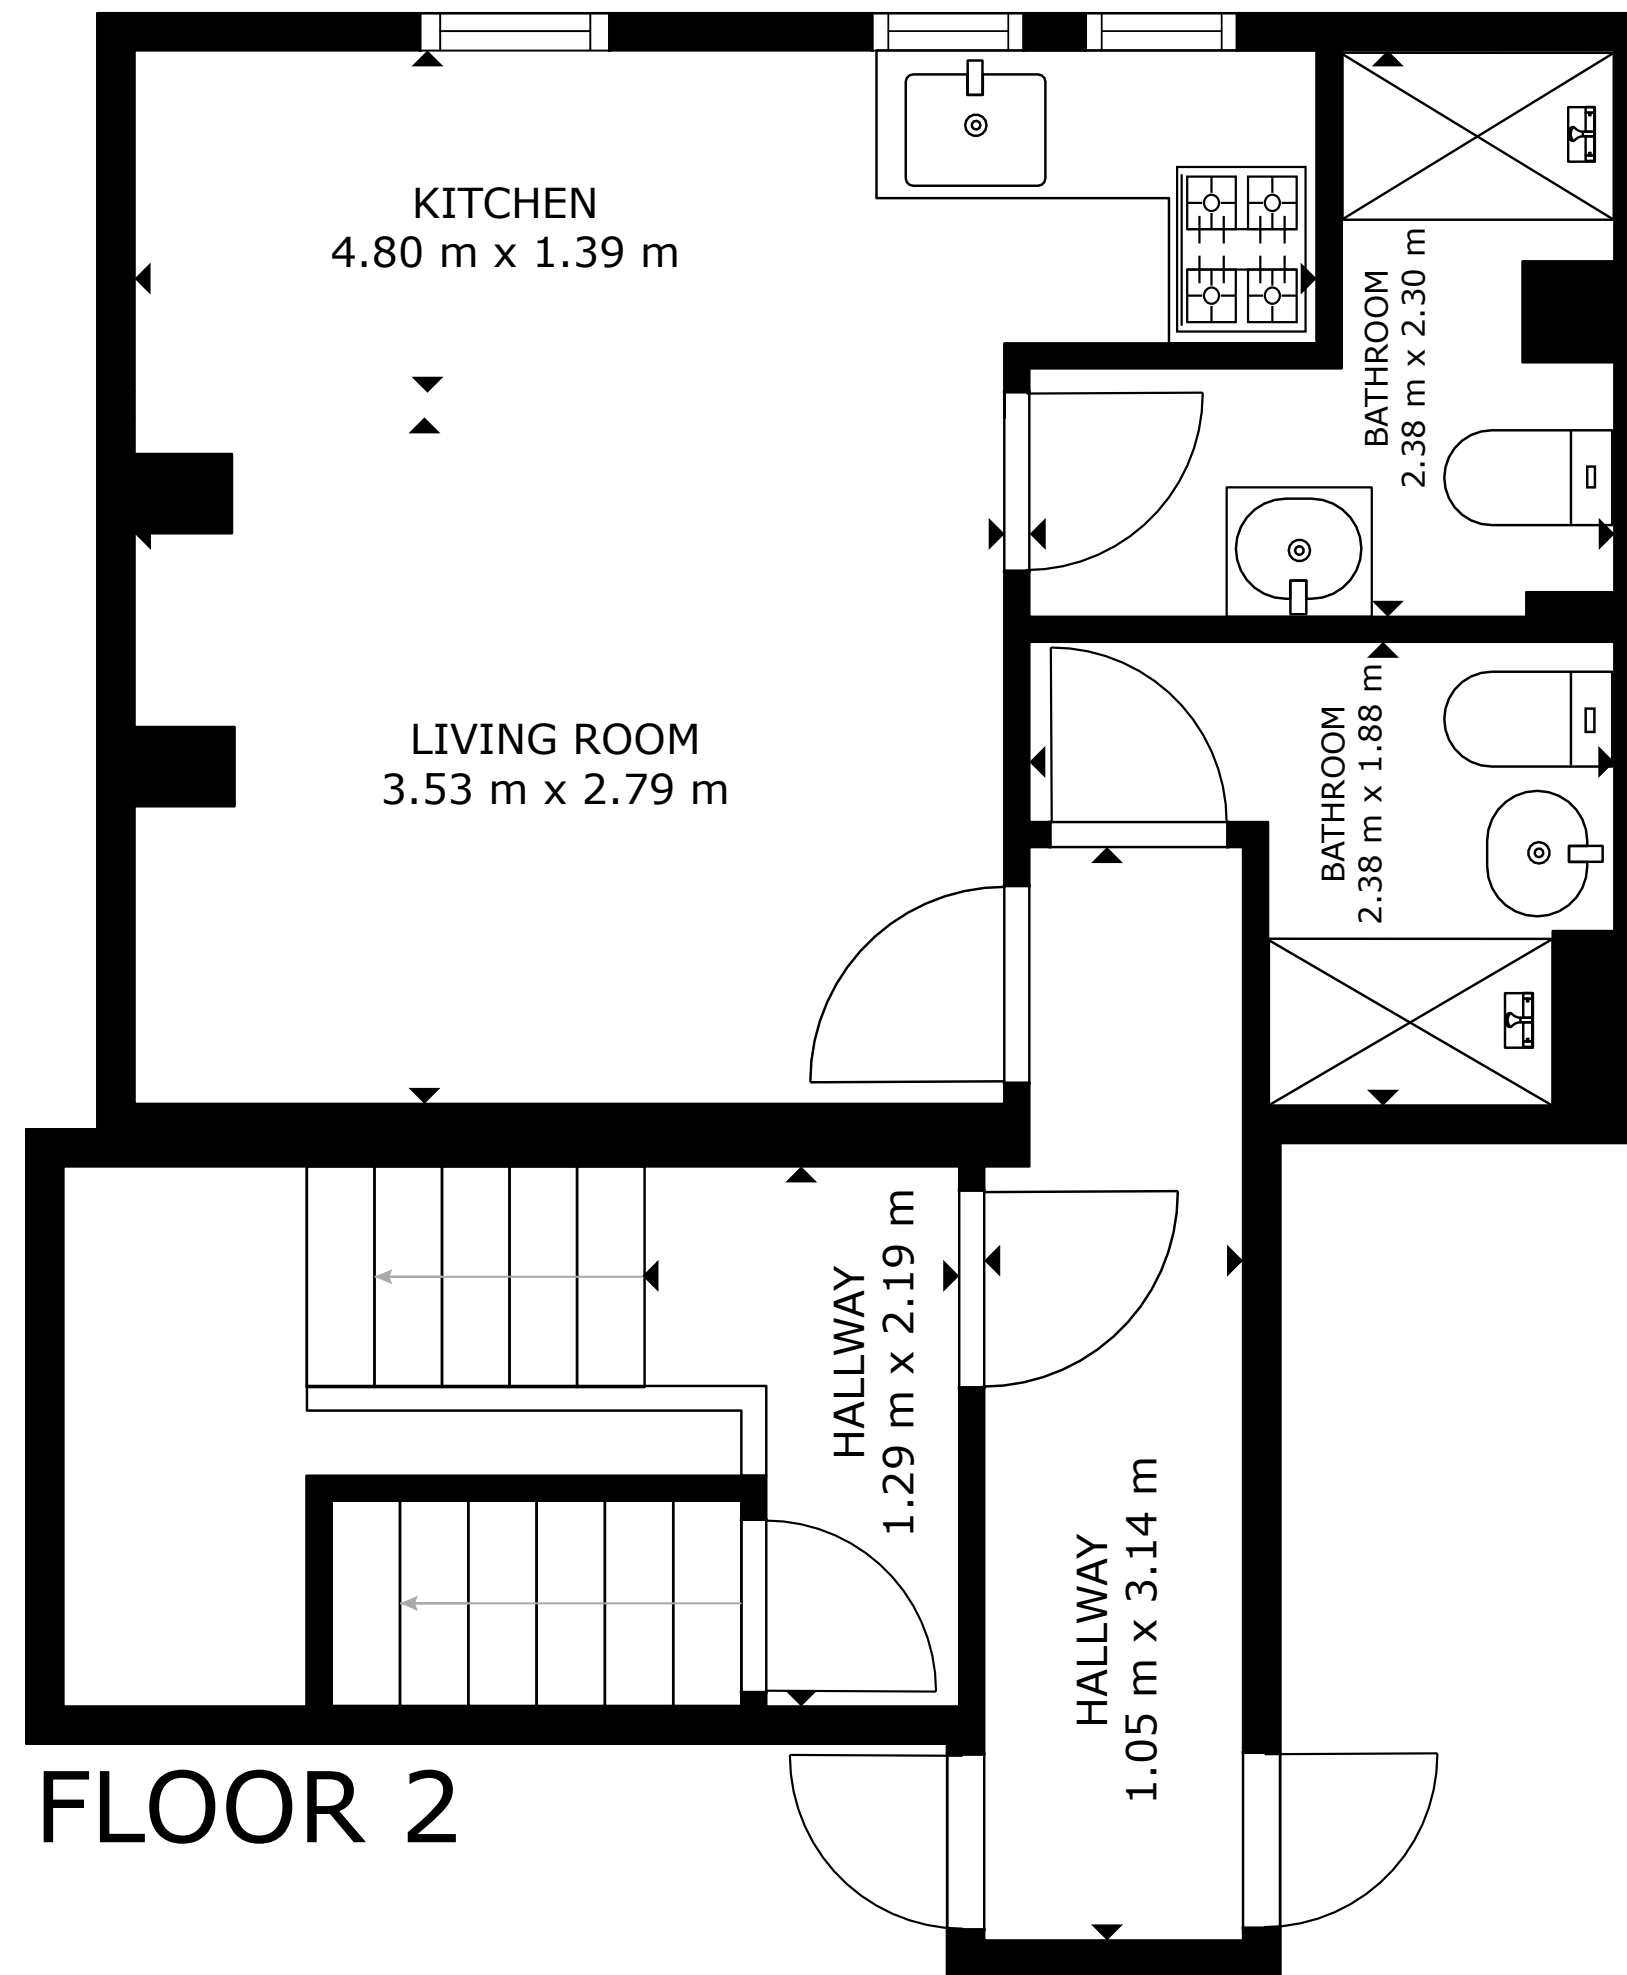 KITCHEN
4.80 m x 1.39 m
BATHROOM
2.38 m x 2.30 m
LIVING ROOM
3.53 m x 2.79 m
BATHROOM
2.38 m x 1.88 m
HALLWAY
1.29 m x 2.19 m
HALLWAY
1.05 m x 3.14 m
FLOOR 2